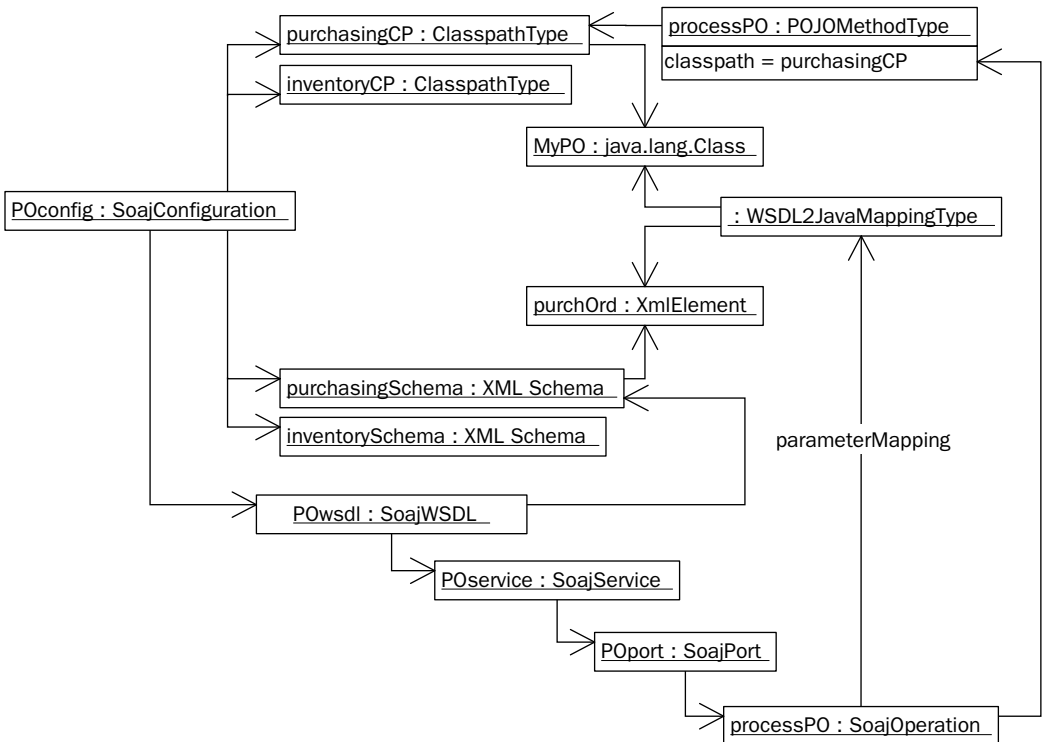 purchasingCP : ClasspathType
processPO : POJOMethodType
classpath = purchasingCP
inventoryCP : ClasspathType
MyPO : java.lang.Class
POconfig : SoajConfiguration
: WSDL2JavaMappingType
purchOrd : XmlElement
purchasingSchema : XML Schema
inventorySchema : XML Schema
parameterMapping
POwsdl : SoajWSDL
POservice : SoajService
POport : SoajPort
processPO : SoajOperation